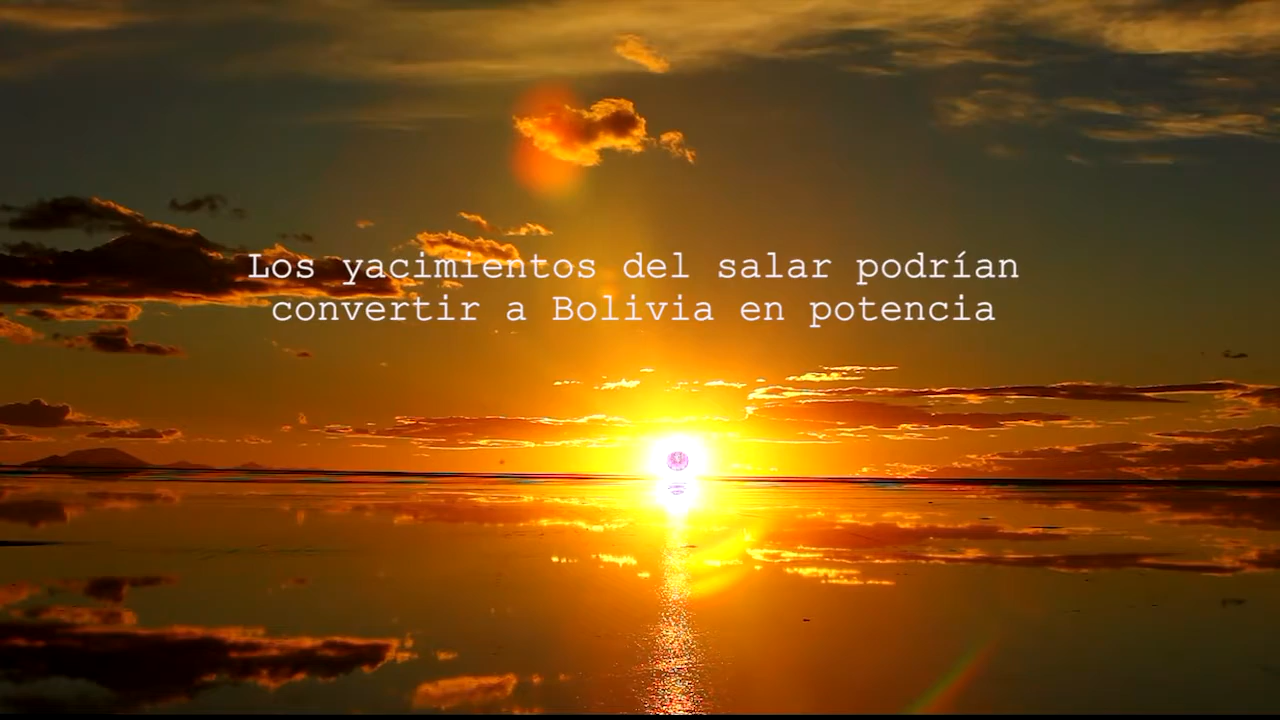 Los yacimientos del salar podrían
convertir a Bolivia en potencia